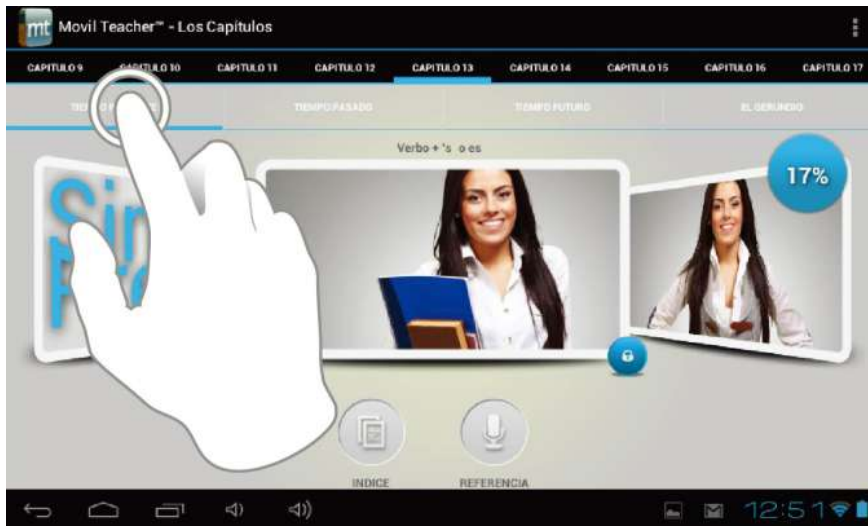 mt Movil Teacher™ - Los Capítulos
CAPITULO 9 CAPITULO 10 CAPITULO 11 CAPITULO 12 CAPITULO 13 CAPITULO 14 CAPITULO 15 CAPITULO 16 CAPITULO 17
TIEMPO PASADO TIEMPO FUTURO EL GERUNDIO
Verbo + 's o es
17%
INDICE REFERENCIA
12:51